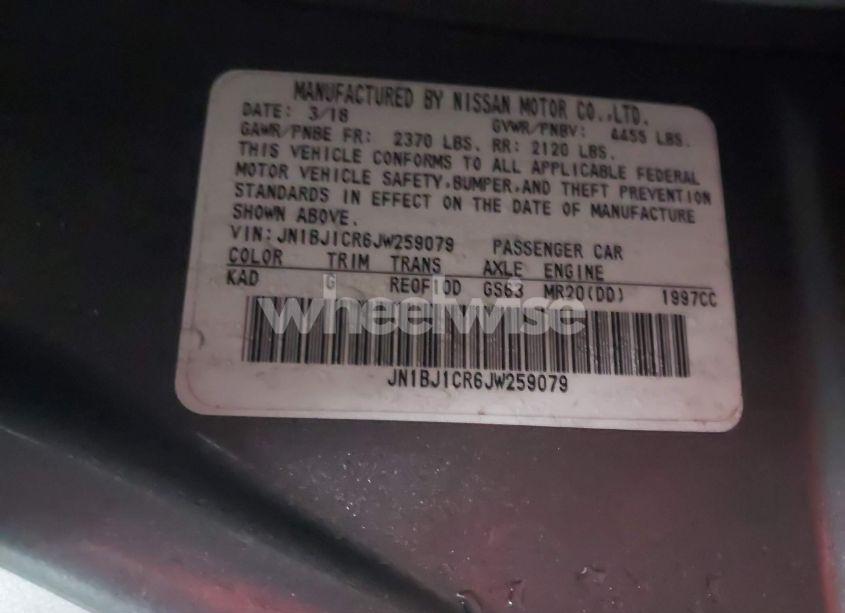 MANUFACTURED BY NISSAN MOTOR CO.,LTD.
DATE: 3/18 GVWR/PNBV: 4455 LBS.
GAWR/PNBE FR: 2370 LBS. RR: 2120 LBS.
THIS VEHICLE CONFORMS TO ALL APPLICABLE FEDERAL
MOTOR VEHICLE SAFETY,BUMPER,AND THEFT PREVENTION
STANDARDS IN EFFECT ON THE DATE OF MANUFACTURE
SHOWN ABOVE.
VIN: JN1BJ1CR6JW259079 PASSENGER CAR
COLOR TRIM TRANS AXLE ENGINE
KAD G RE0F10D GS63 MR20(DD) 1997CC
wheelwise
JN1BJ1CR6JW259079